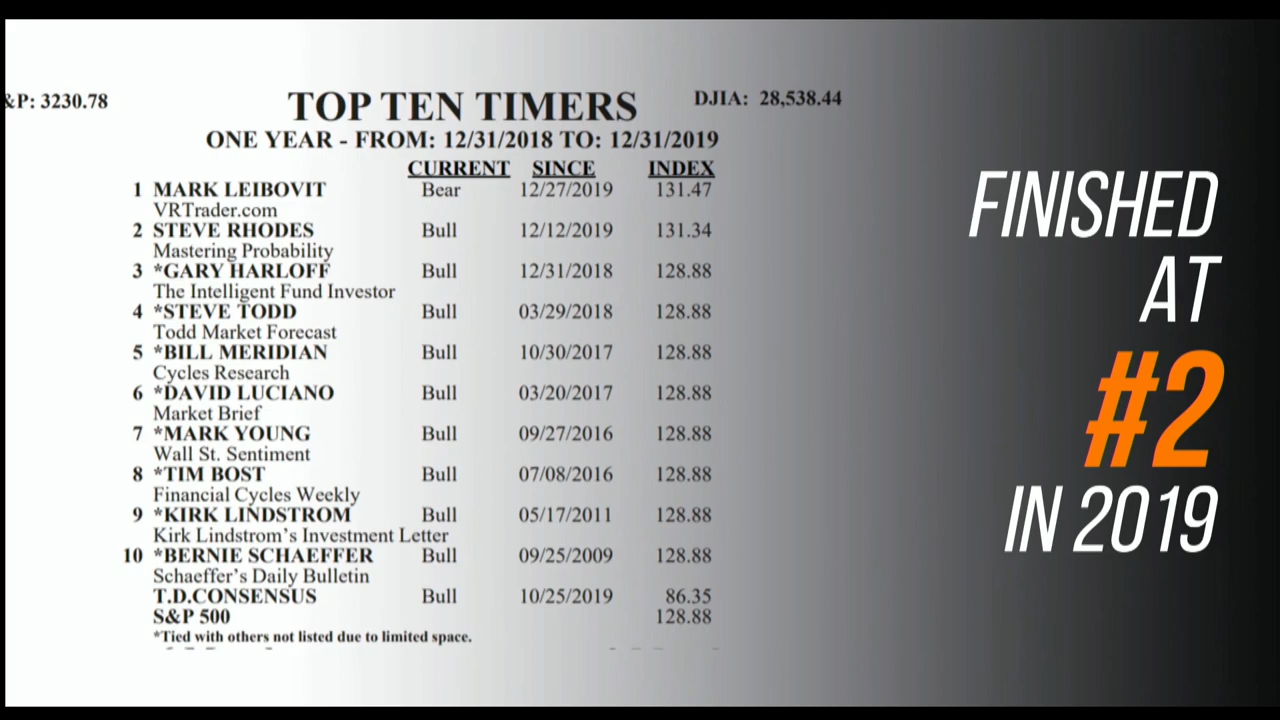 &P: 3230.78
TOP TEN TIMERS
DJIA: 28,538.44
ONE YEAR - FROM: 12/31/2018 TO: 12/31/2019
CURRENT SINCE INDEX
1 MARK LEIBOVIT Bear 12/27/2019 131.47
VRTrader.com
2 STEVE RHODES Bull 12/12/2019 131.34
Mastering Probability
3 *GARY HARLOFF Bull 12/31/2018 128.88
The Intelligent Fund Investor
4 *STEVE TODD Bull 03/29/2018 128.88
Todd Market Forecast
5 *BILL MERIDIAN Bull 10/30/2017 128.88
Cycles Research
6 *DAVID LUCIANO Bull 03/20/2017 128.88
Market Brief
7 *MARK YOUNG Bull 09/27/2016 128.88
Wall St. Sentiment
8 *TIM BOST Bull 07/08/2016 128.88
Financial Cycles Weekly
9 *KIRK LINDSTROM Bull 05/17/2011 128.88
Kirk Lindstrom's Investment Letter
10 *BERNIE SCHAEFFER Bull 09/25/2009 128.88
Schaeffer's Daily Bulletin
T.D.CONSENSUS Bull 10/25/2019 86.35
S&P 500 128.88
*Tied with others not listed due to limited space.
FINISHED
AT
#2
IN 2019